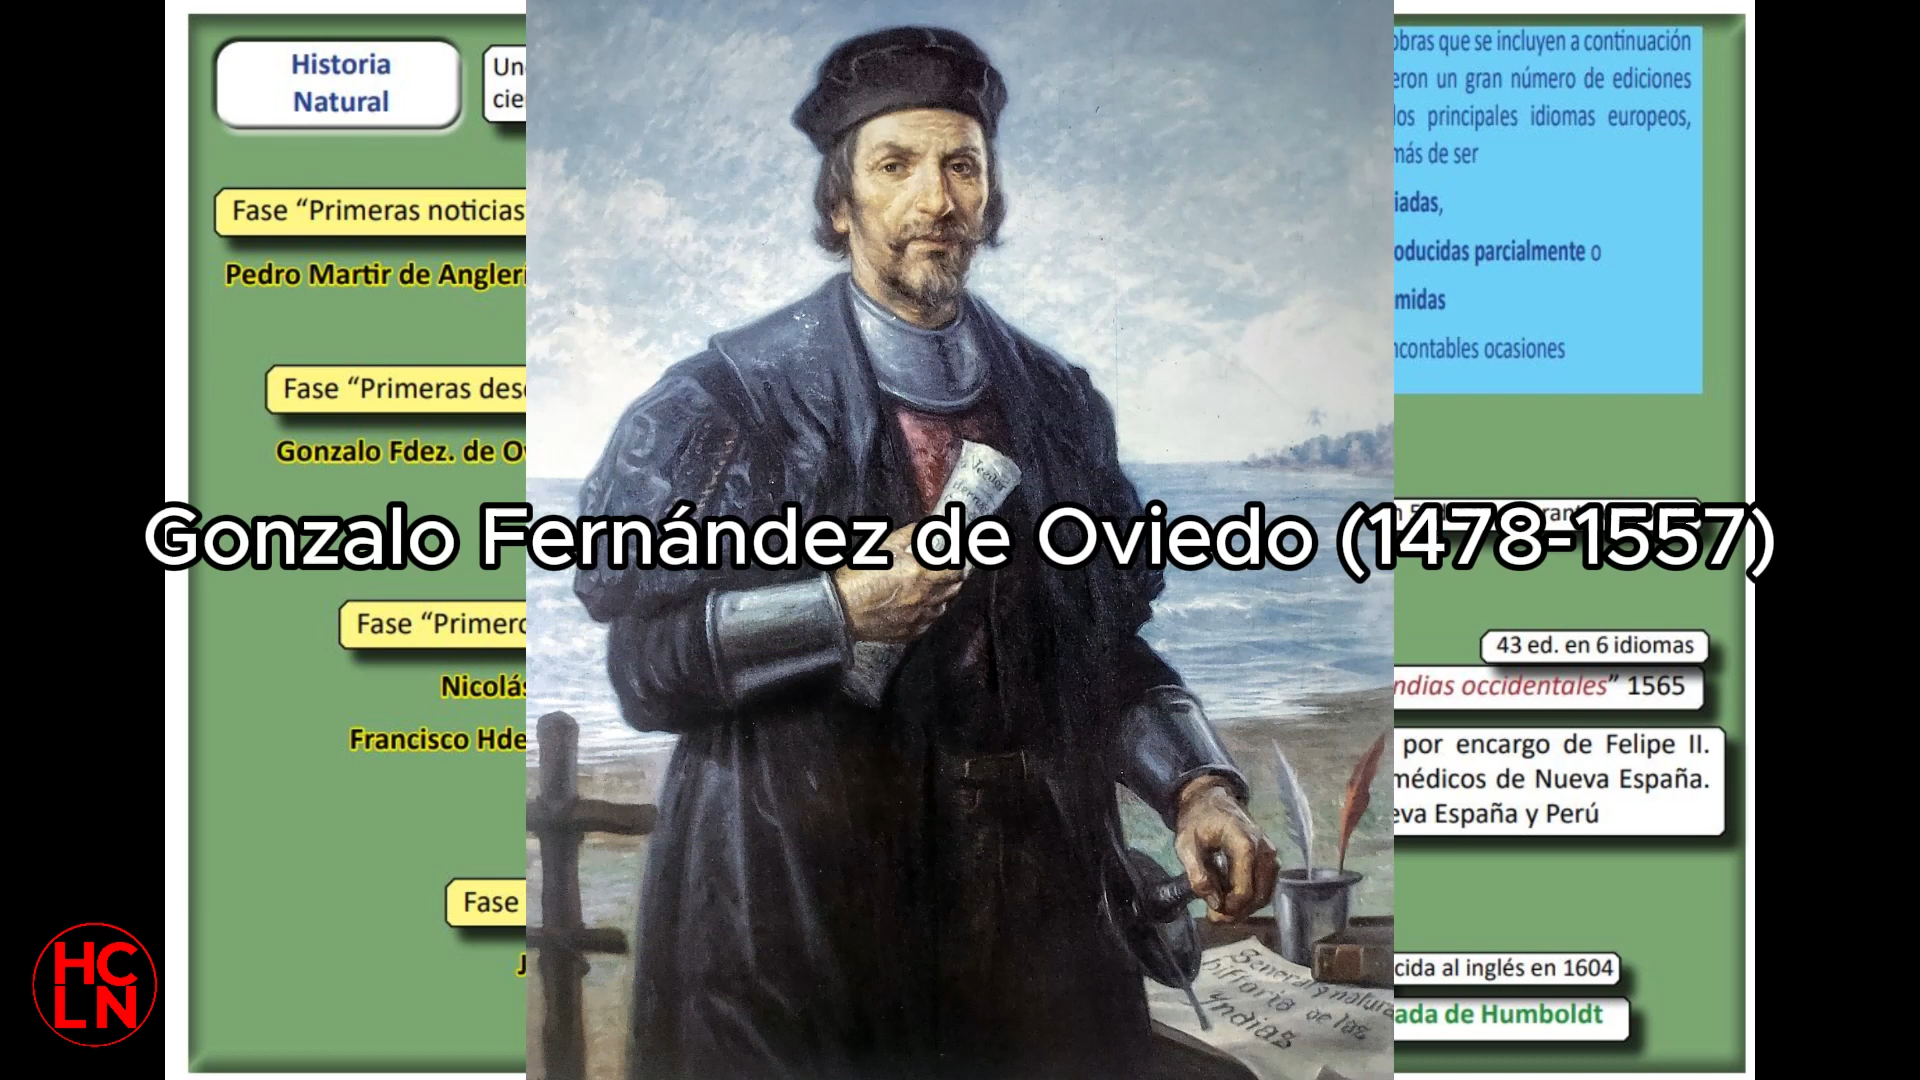 Historia
Natural
Un
cie
Fase “Primeras noticias
Pedro Martir de Angler
Fase “Primeras des
Gonzalo Fdez. de O
Fase “Primer
Nicolás
Francisco Hde
Fase
J
obras que se incluyen a continuación
eron un gran número de ediciones
los principales idiomas europeos,
más de ser
iadas,
oducidas parcialmente o
midas
ncontables ocasiones
Gonzalo Fernández de Oviedo (1478-1557)
43 ed. en 6 idiomas
ndias occidentales” 1565
por encargo de Felipe II.
médicos de Nueva España.
eva España y Perú
cida al inglés en 1604
ada de Humboldt
Veedor
General y natura
hiſtoria de las
Yndias
HC
LN